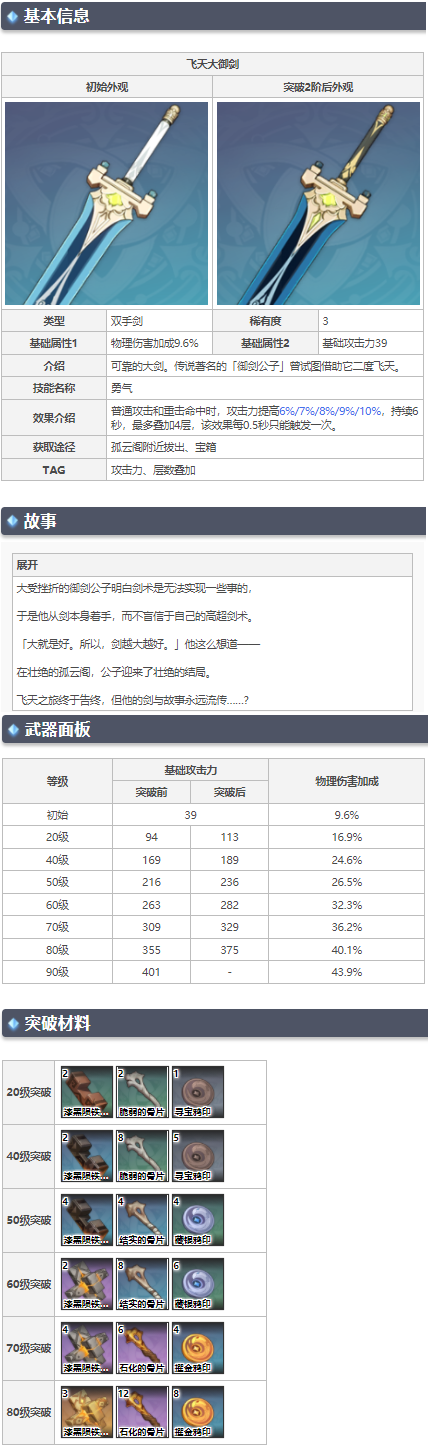 基本信息
飞天大御剑
初始外观 突破2阶后外观
类型 双手剑 稀有度 3
基础属性1 物理伤害加成9.6% 基础属性2 基础攻击力39
介绍 可靠的大剑。传说著名的「御剑公子」曾试图借助它二度飞天。
技能名称 勇气
效果介绍 普通攻击和重击命中时，攻击力提高6%/7%/8%/9%/10%，持续6
秒，最多叠加4层，该效果每0.5秒只能触发一次。
获取途径 孤云阁附近拔出、宝箱
TAG 攻击力、层数叠加
故事
展开
大受挫折的御剑公子明白剑术是无法实现一些事的，
于是他从剑本身着手，而不盲信于自己的高超剑术。
「大就是好。所以，剑越大越好。」他这么想道——
在壮绝的孤云阁，公子迎来了壮绝的结局。
飞天之旅终于告终，但他的剑与故事永远流传……？
武器面板
等级 基础攻击力 物理伤害加成
突破前 突破后
初始 39 9.6%
20级 94 113 16.9%
40级 169 189 24.6%
50级 216 236 26.5%
60级 263 282 32.3%
70级 309 329 36.2%
80级 355 375 40.1%
90级 401 - 43.9%
突破材料
2 2 1
20级突破
漆黑陨铁... 脆弱的骨片 寻宝鸦印
2 8 5
40级突破
漆黑陨铁... 脆弱的骨片 寻宝鸦印
4 4 4
50级突破
漆黑陨铁... 结实的骨片 藏银鸦印
2 8 6
60级突破
漆黑陨铁... 结实的骨片 藏银鸦印
4 6 4
70级突破
漆黑陨铁... 石化的骨片 攫金鸦印
3 12 8
80级突破
漆黑陨铁... 石化的骨片 攫金鸦印